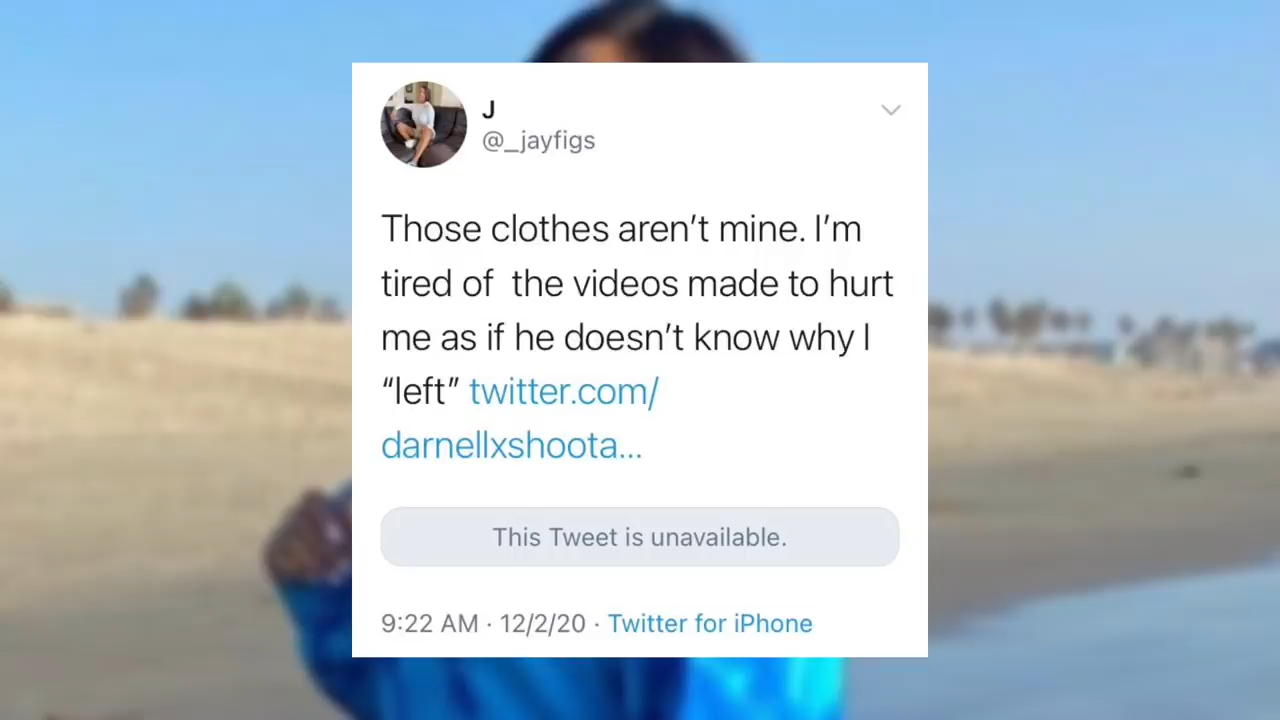 J
@_jayfigs
Those clothes aren’t mine. I’m
tired of  the videos made to hurt
me as if he doesn’t know why I
“left” twitter.com/
darnellxshoota...
This Tweet is unavailable.
9:22 AM · 12/2/20 · Twitter for iPhone